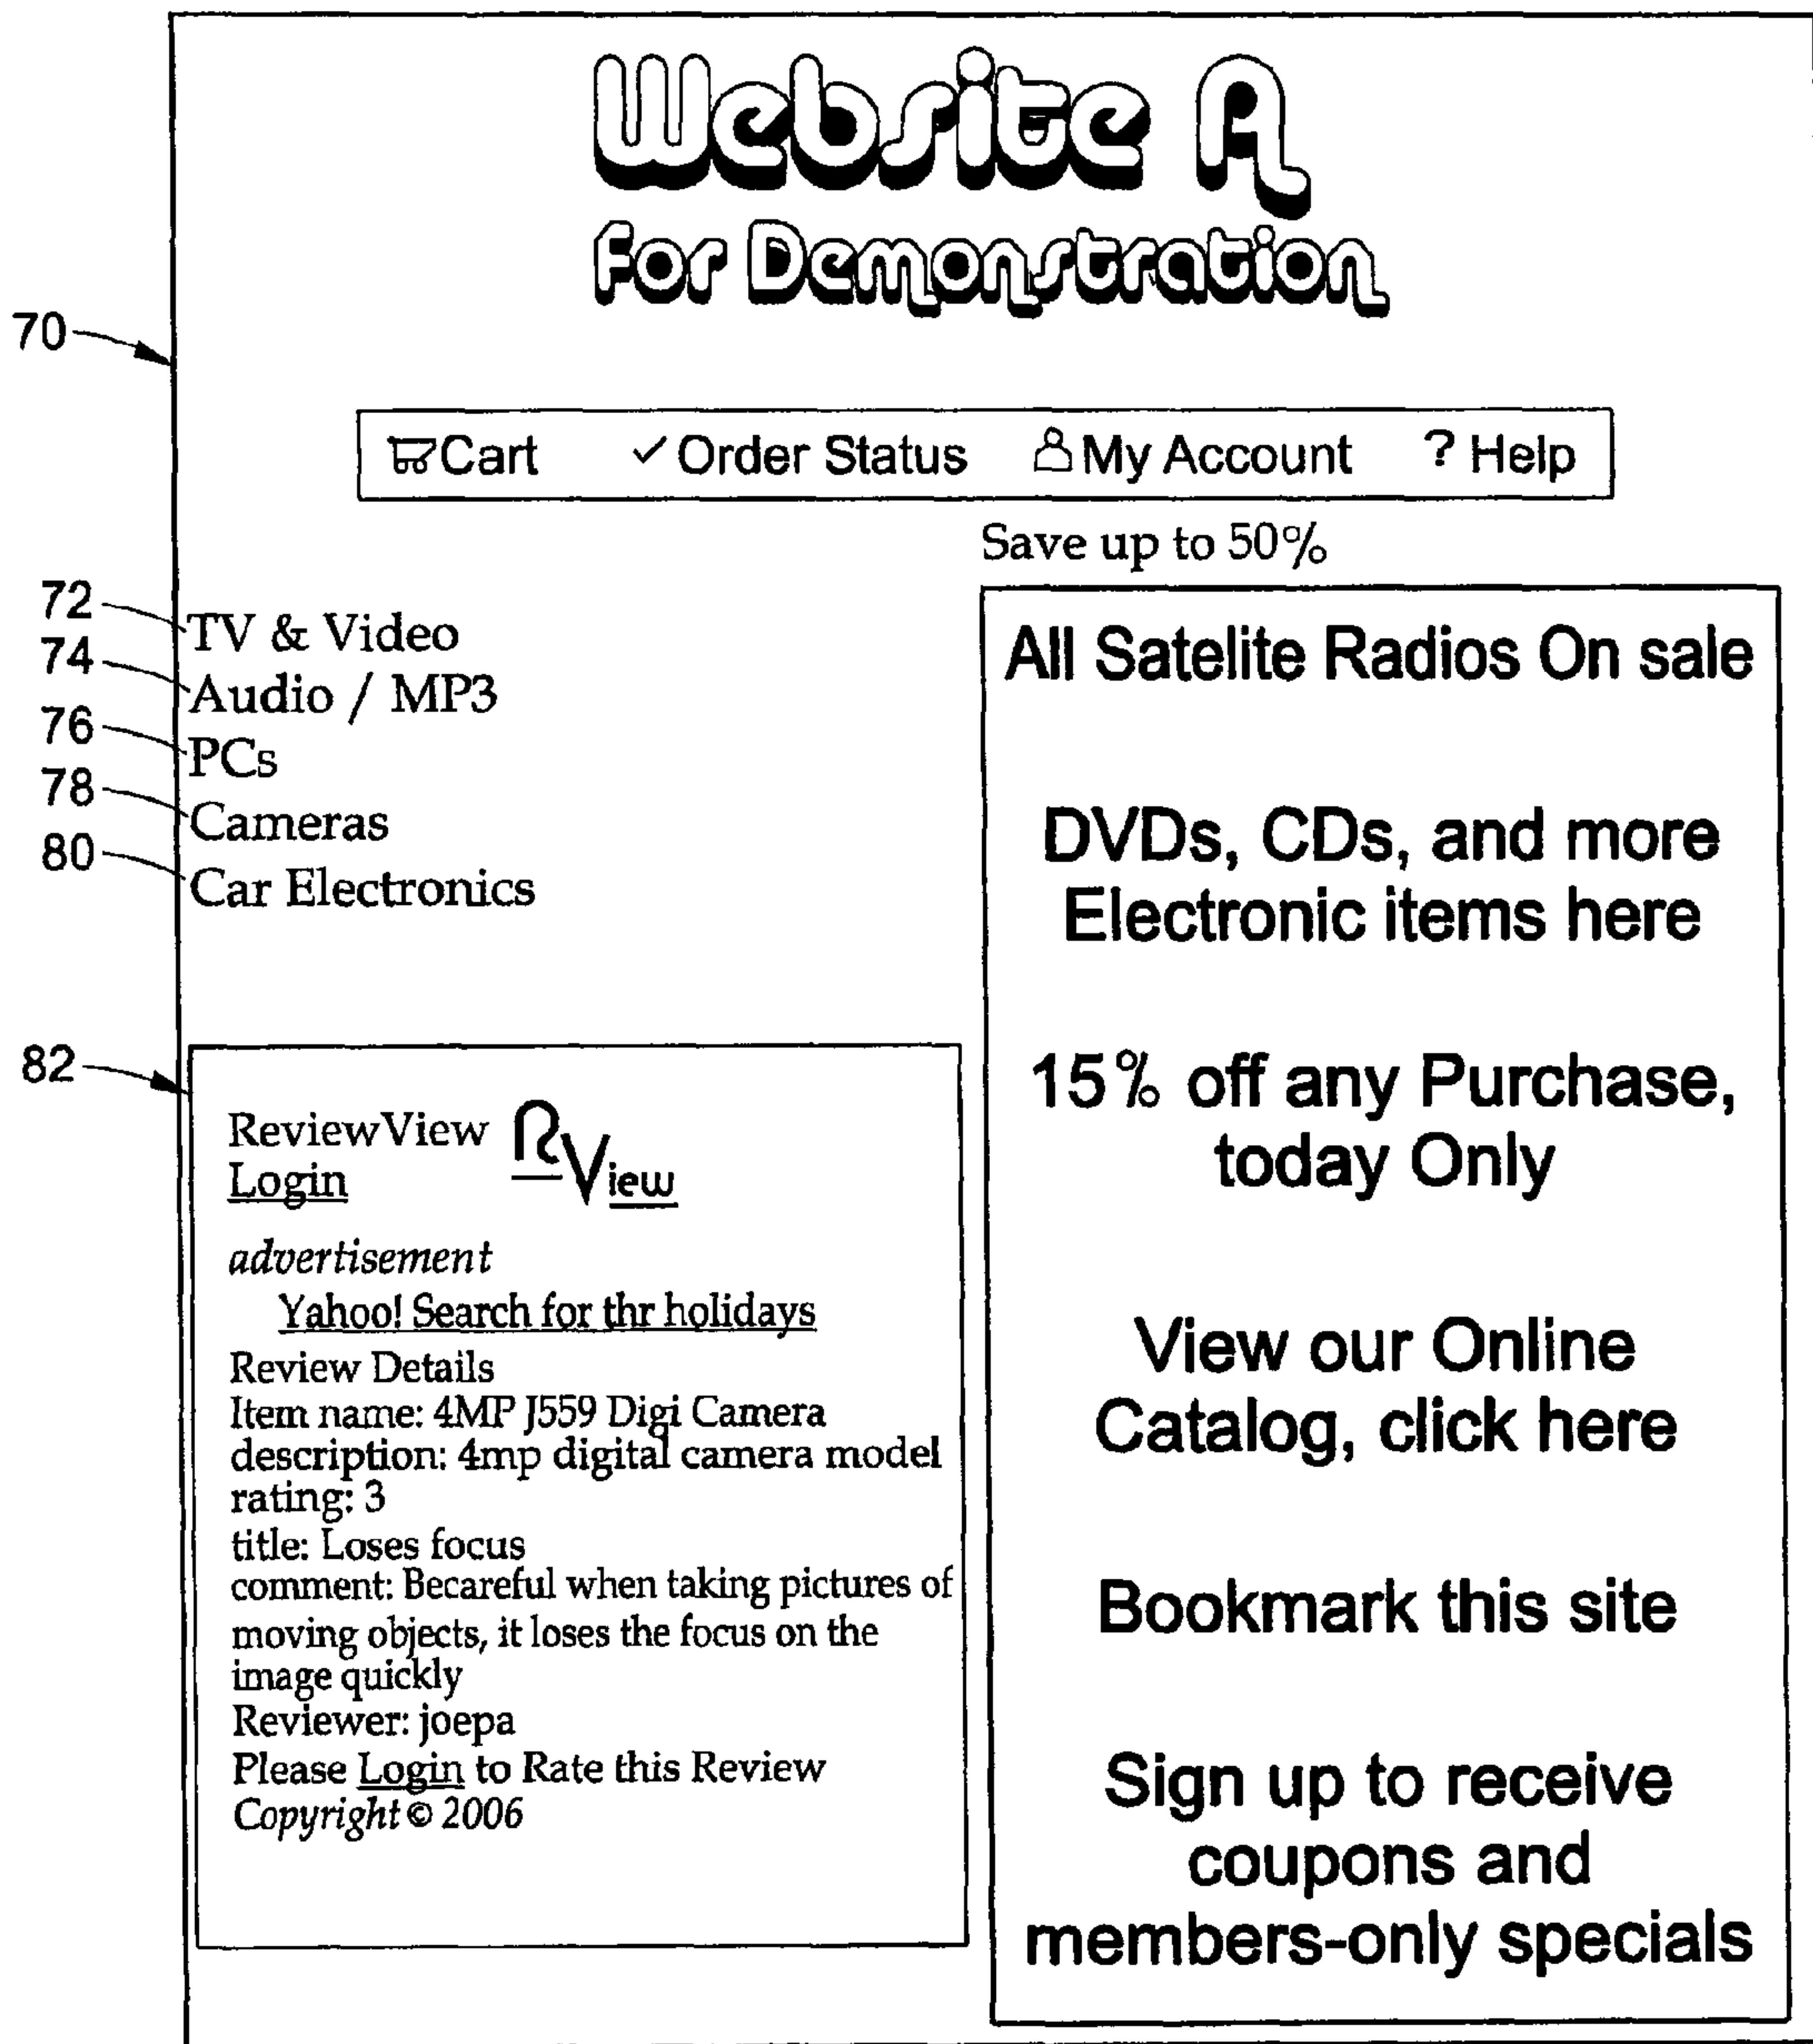 Website A
For Demonstration
70
Cart ✓ Order Status My Account ? Help
Save up to 50%
72
TV & Video
74
Audio / MP3
76
PCs
78
Cameras
80
Car Electronics
82
ReviewView
Login
RView
advertisement
Yahoo! Search for thr holidays
Review Details
Item name: 4MP J559 Digi Camera
description: 4mp digital camera model
rating: 3
title: Loses focus
comment: Becareful when taking pictures of
moving objects, it loses the focus on the
image quickly
Reviewer: joepa
Please Login to Rate this Review
Copyright © 2006
All Satelite Radios On sale
DVDs, CDs, and more
Electronic items here
15% off any Purchase,
today Only
View our Online
Catalog, click here
Bookmark this site
Sign up to receive
coupons and
members-only specials